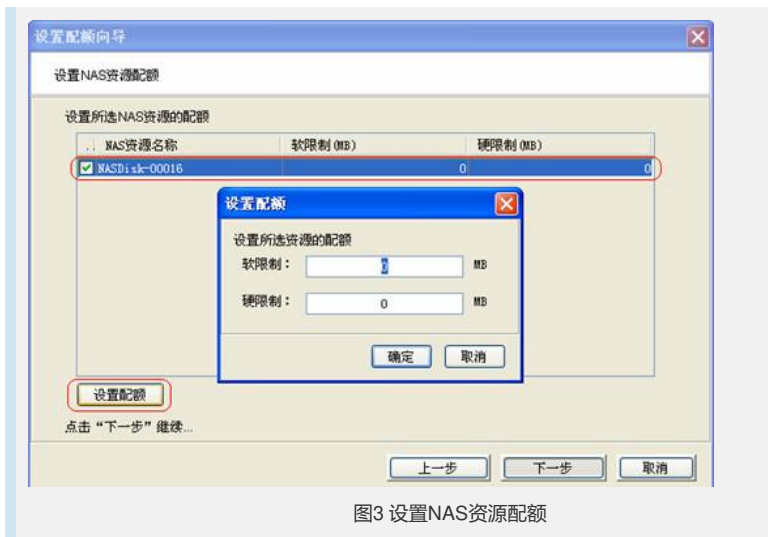 设置配额向导
设置NAS资源配额
设置所选NAS资源的配额
.. NAS资源名称 软限制(MB) 硬限制(MB)
NASDisk-00016 0 0
设置配额
设置所选资源的配额
软限制： 0 MB
硬限制： 0 MB
确定 取消
设置配额
点击“下一步”继续...
上一步 下一步 取消
图3 设置NAS资源配额